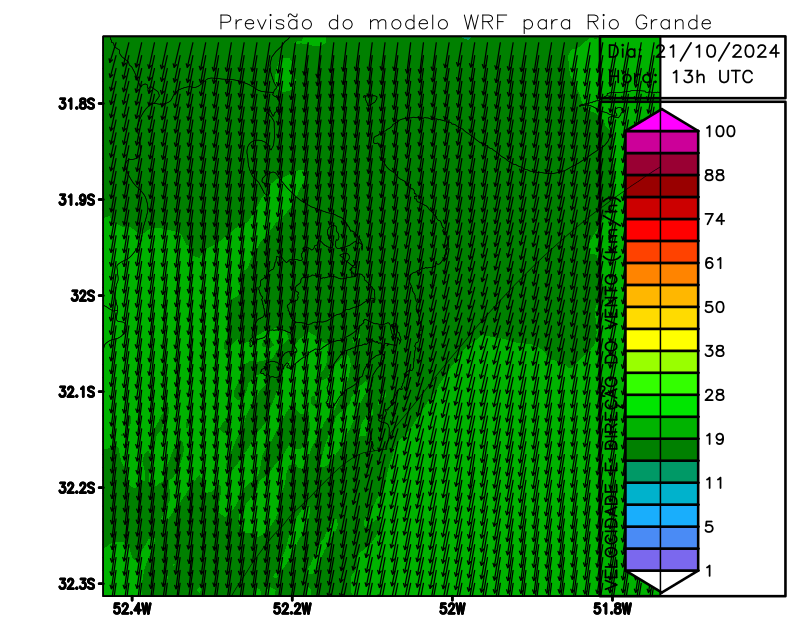 Previsão do modelo WRF para Rio Grande
Dia: 21/10/2024
Hora: 13h UTC
31.8S
31.9S
32S
32.1S
32.2S
32.3S
52.4W
52.2W
52W
51.8W
VELOCIDADE E DIREÇÃO DO VENTO (km/h)
100
88
74
61
50
38
28
19
11
5
1